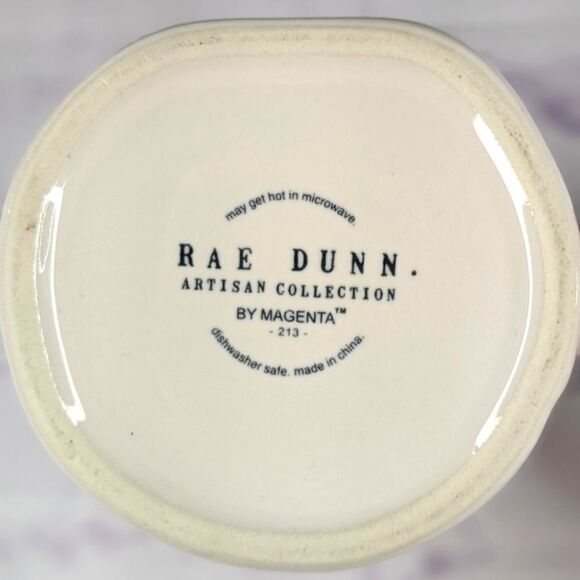 may get hot in microwave.
RAE DUNN.
ARTISAN COLLECTION
BY MAGENTA™
- 213 -
dishwasher safe. made in china.